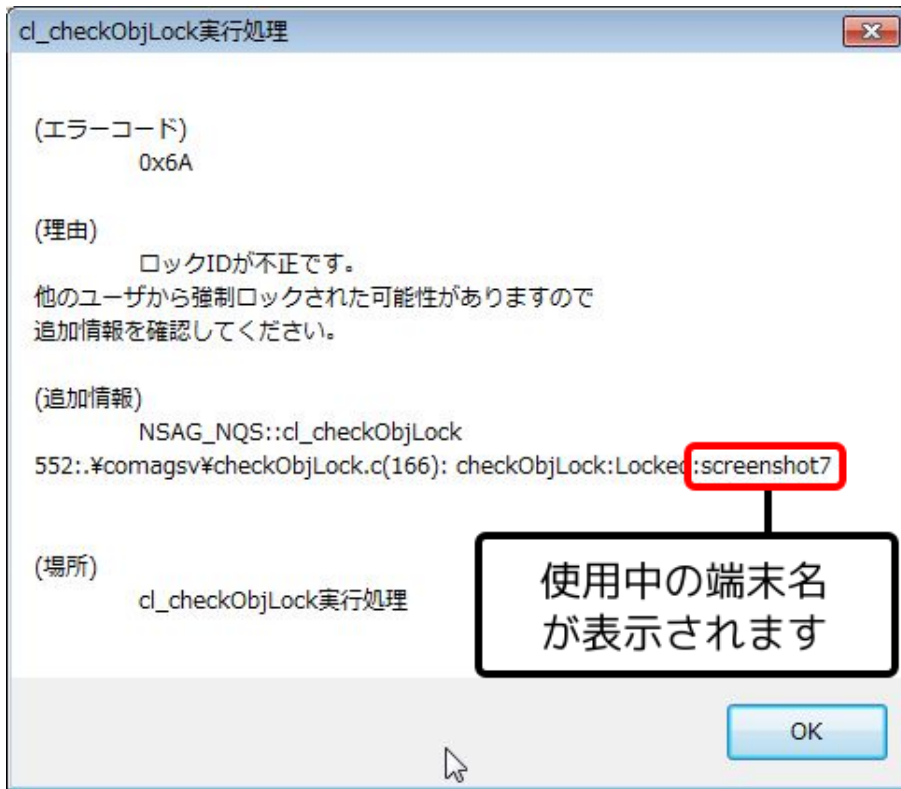 cl_checkObjLock実行処理
(エラーコード)
0x6A
(理由)
ロックIDが不正です。
他のユーザから強制ロックされた可能性がありますので
追加情報を確認してください。
(追加情報)
NSAG_NQS::cl_checkObjLock
552:.¥comagsv¥checkObjLock.c(166): checkObjLock:Locked:screenshot7
(場所)
cl_checkObjLock実行処理
使用中の端末名
が表示されます
OK